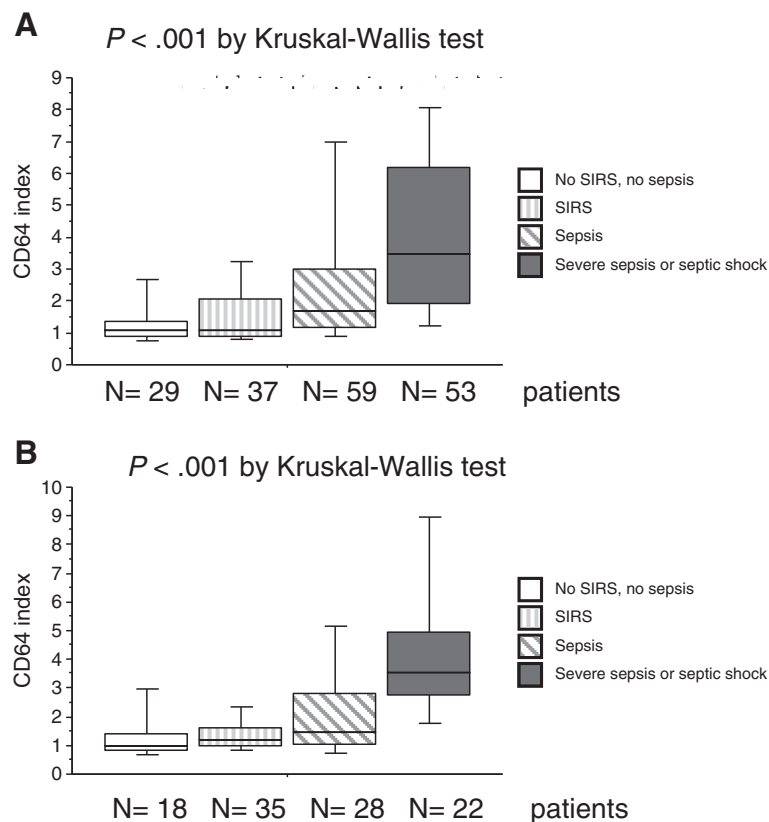 A
P < .001 by Kruskal-Wallis test
9
8
7
6
5
4
3
2
1
0
CD64 index
No SIRS, no sepsis
SIRS
Sepsis
Severe sepsis or septic shock
N= 29 N= 37 N= 59 N= 53 patients
B
P < .001 by Kruskal-Wallis test
10
9
8
7
6
5
4
3
2
1
0
CD64 index
No SIRS, no sepsis
SIRS
Sepsis
Severe sepsis or septic shock
N= 18 N= 35 N= 28 N= 22 patients